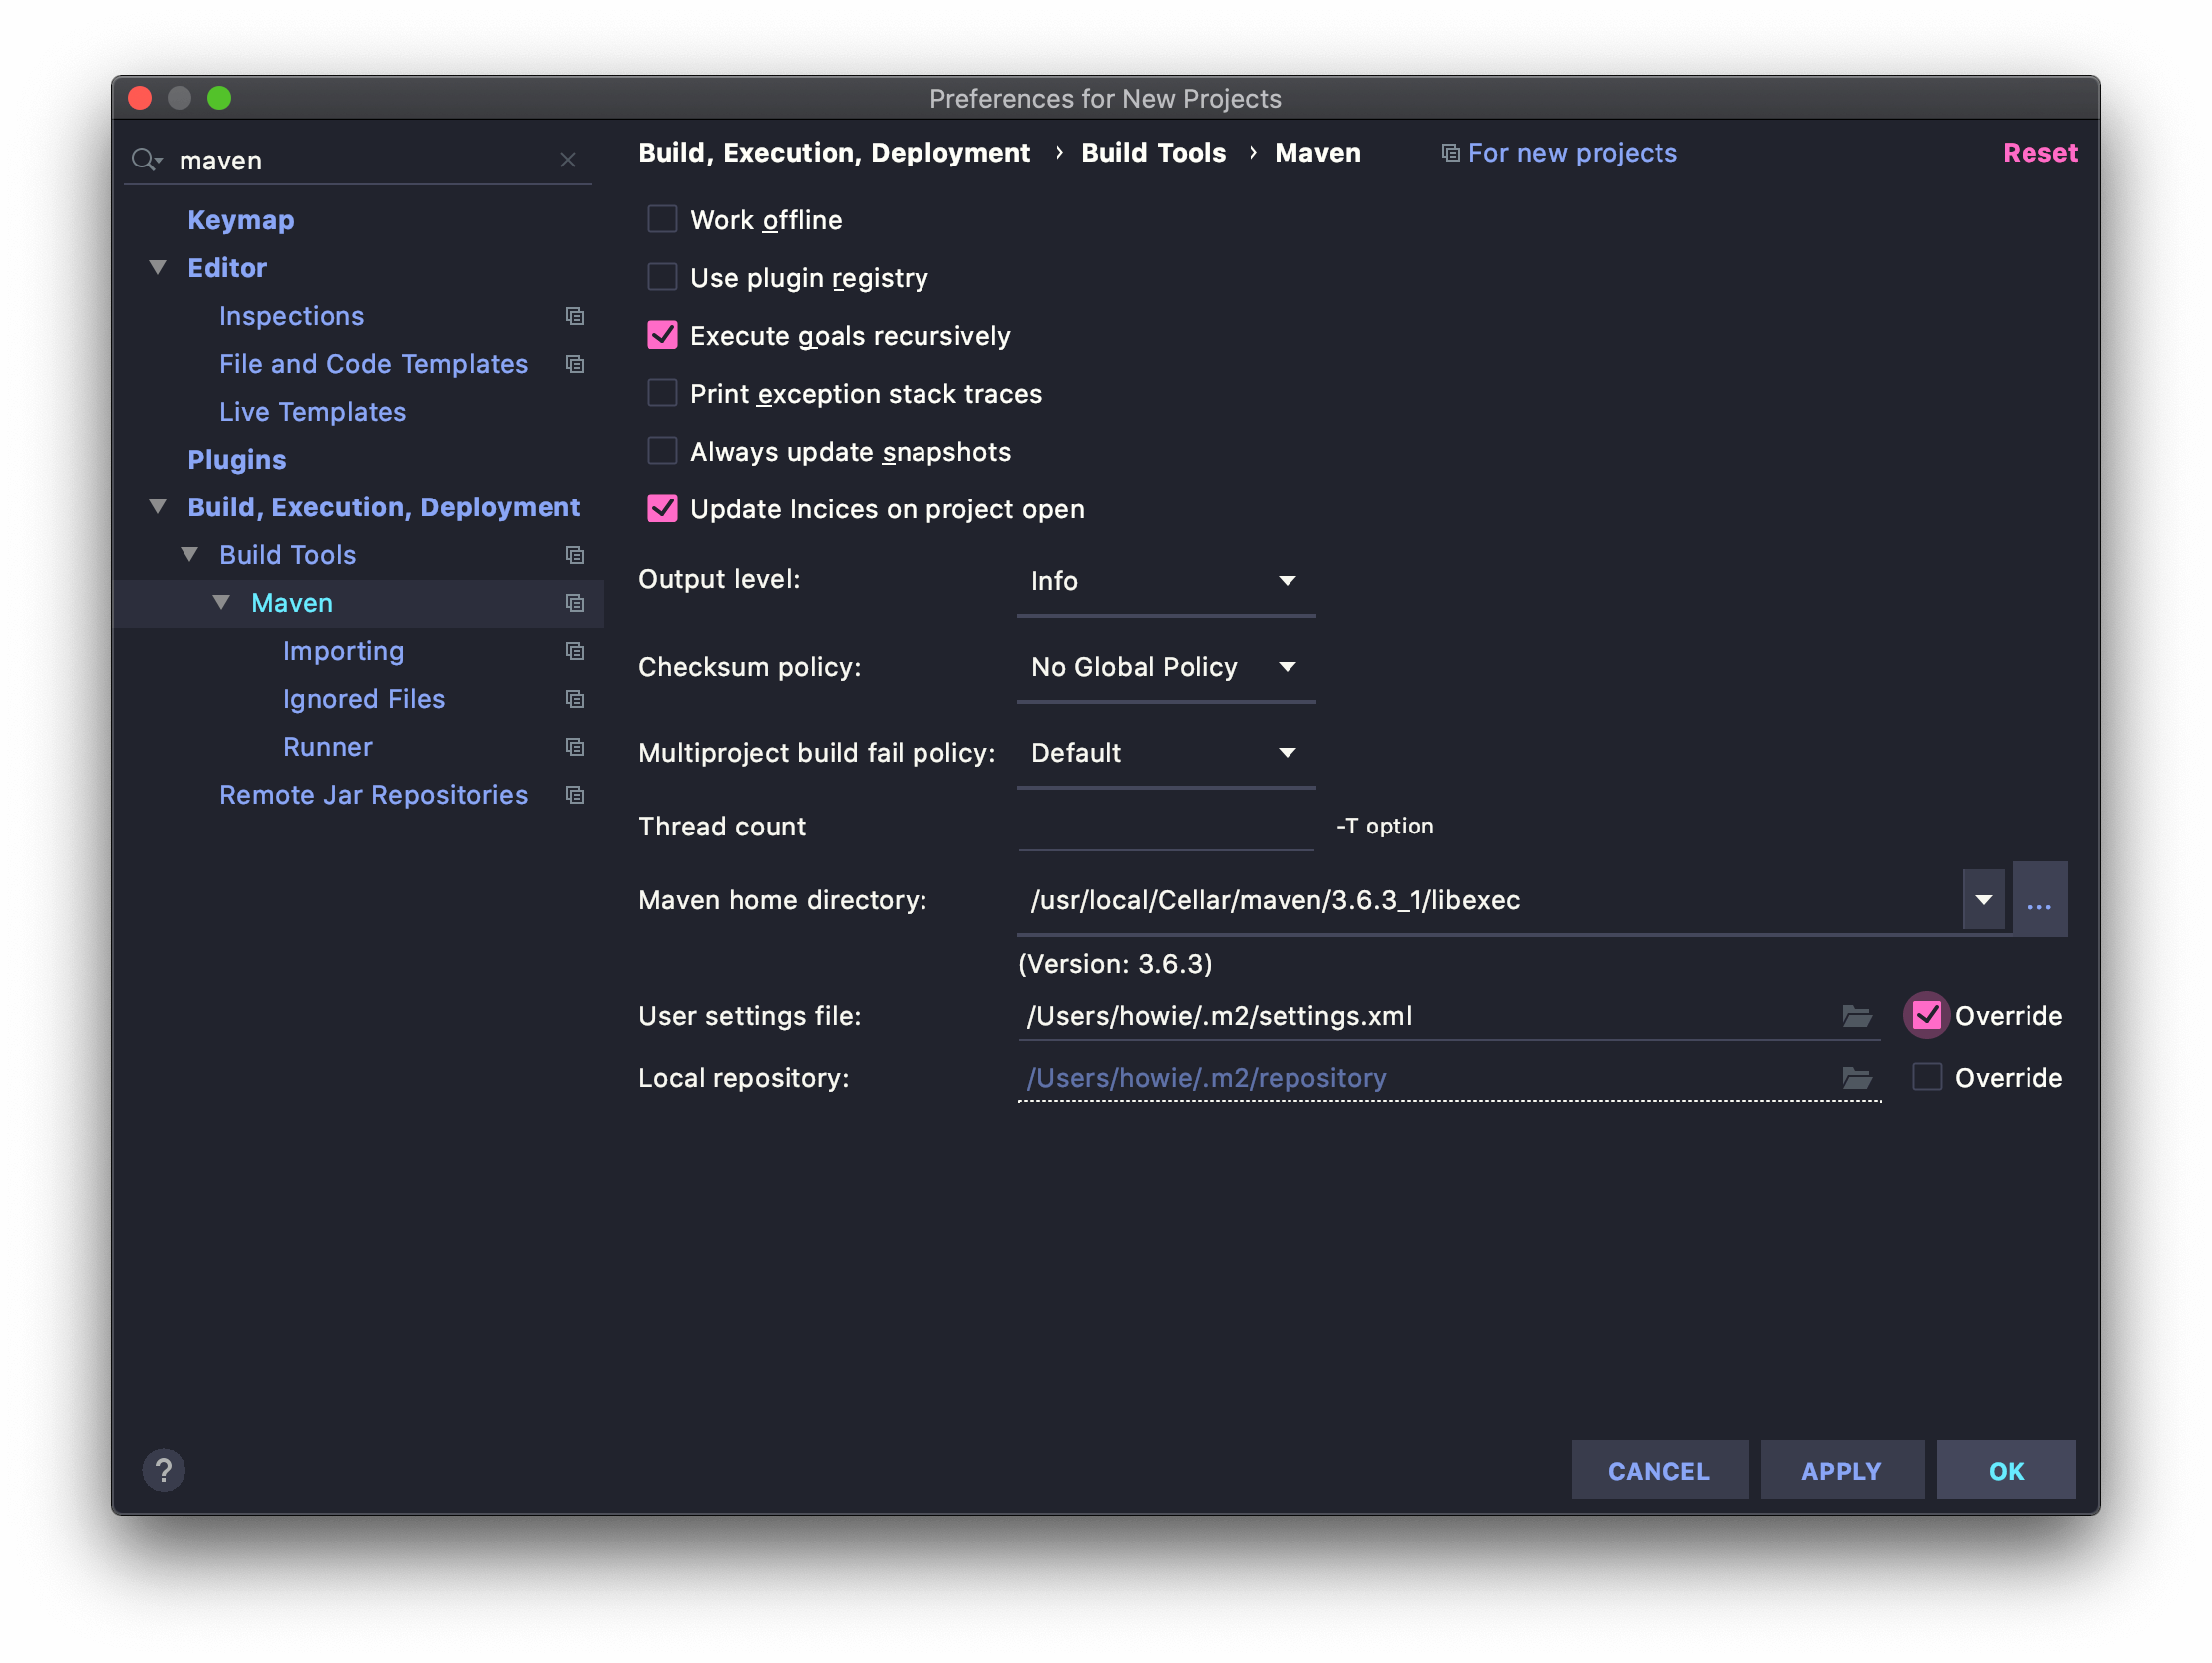 Preferences for New Projects
maven
Keymap
Editor
Inspections
File and Code Templates
Live Templates
Plugins
Build, Execution, Deployment
Build Tools
Maven
Importing
Ignored Files
Runner
Remote Jar Repositories
Build, Execution, Deployment › Build Tools › Maven For new projects Reset
Work offline
Use plugin registry
Execute goals recursively
Print exception stack traces
Always update snapshots
Update Incices on project open
Output level: Info
Checksum policy: No Global Policy
Multiproject build fail policy: Default
Thread count -T option
Maven home directory: /usr/local/Cellar/maven/3.6.3_1/libexec ...
(Version: 3.6.3)
User settings file: /Users/howie/.m2/settings.xml Override
Local repository: /Users/howie/.m2/repository Override
? CANCEL APPLY OK